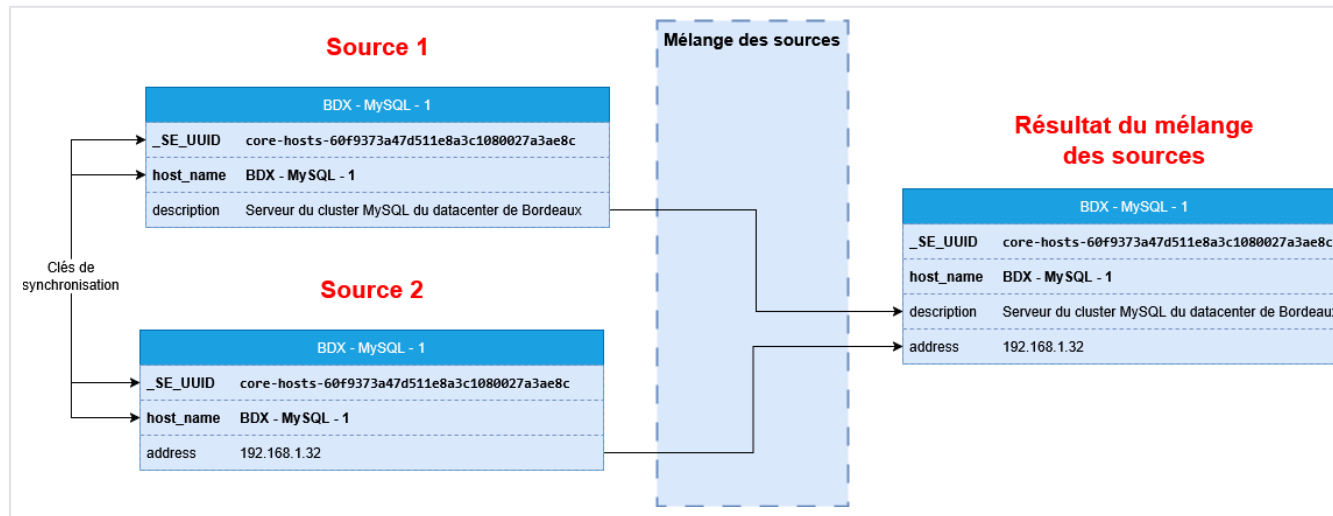 Source 1
BDX - MySQL - 1
_SE_UUID core-hosts-60f9373a47d511e8a3c1080027a3ae8c
host_name BDX - MySQL - 1
description Serveur du cluster MySQL du datacenter de Bordeaux
Clés de
synchronisation
Source 2
BDX - MySQL - 1
_SE_UUID core-hosts-60f9373a47d511e8a3c1080027a3ae8c
host_name BDX - MySQL - 1
address 192.168.1.32
Mélange des sources
Résultat du mélange
des sources
BDX - MySQL - 1
_SE_UUID core-hosts-60f9373a47d511e8a3c1080027a3ae8c
host_name BDX - MySQL - 1
description Serveur du cluster MySQL du datacenter de Bordeaux
address 192.168.1.32